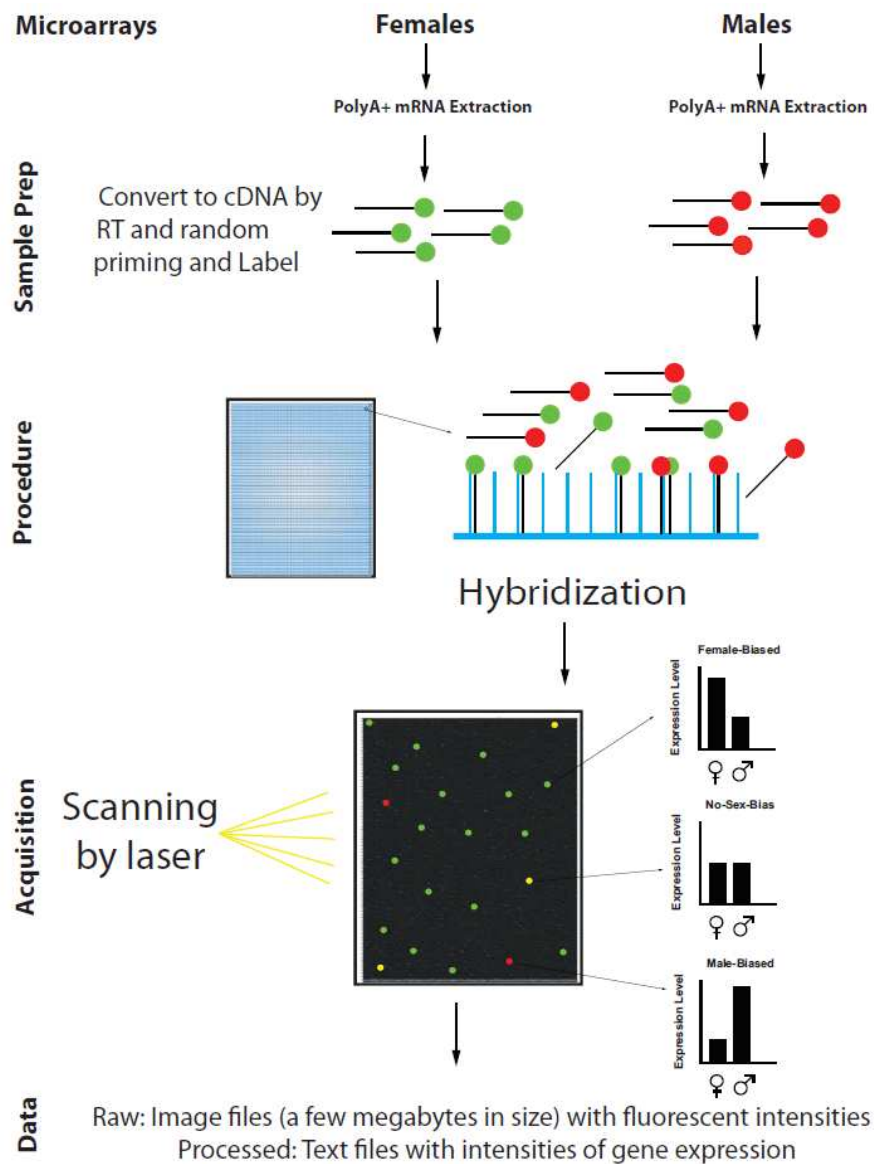 Microarrays
Females
Males
PolyA+ mRNA Extraction
PolyA+ mRNA Extraction
Sample Prep
Convert to cDNA by
RT and random
priming and Label
Procedure
Hybridization
Acquisition
Scanning
by laser
Female-Biased
Expression Level
♀ ♂
No-Sex-Bias
Expression Level
♀ ♂
Male-Biased
Expression Level
♀ ♂
Data
Raw: Image files (a few megabytes in size) with fluorescent intensities
Processed: Text files with intensities of gene expression